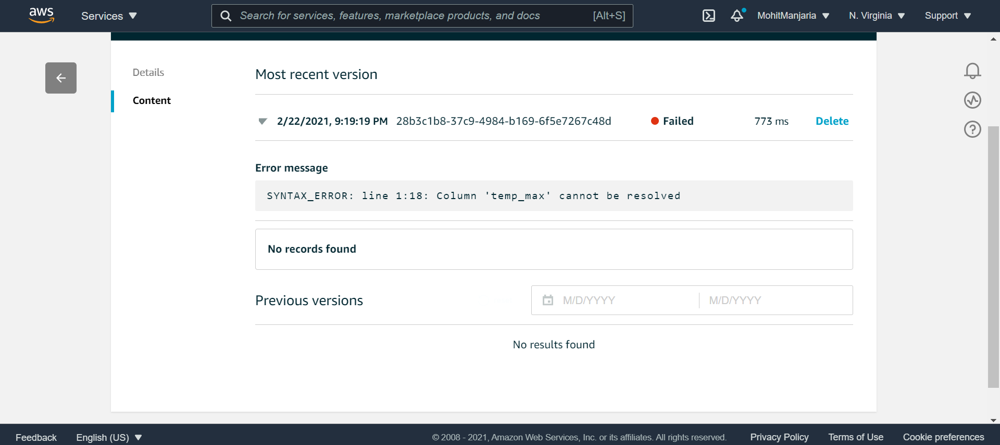 aws Services Search for services, features, marketplace products, and docs [Alt+S] MohitManjaria N. Virginia Support
Details
Content
Most recent version
2/22/2021, 9:19:19 PM 28b3c1b8-37c9-4984-b169-6f5e7267c48d Failed 773 ms Delete
Error message
SYNTAX_ERROR: line 1:18: Column 'temp_max' cannot be resolved
No records found
Previous versions M/D/YYYY M/D/YYYY
No results found
Feedback English (US) © 2008 - 2021, Amazon Web Services, Inc. or its affiliates. All rights reserved. Privacy Policy Terms of Use Cookie preferences